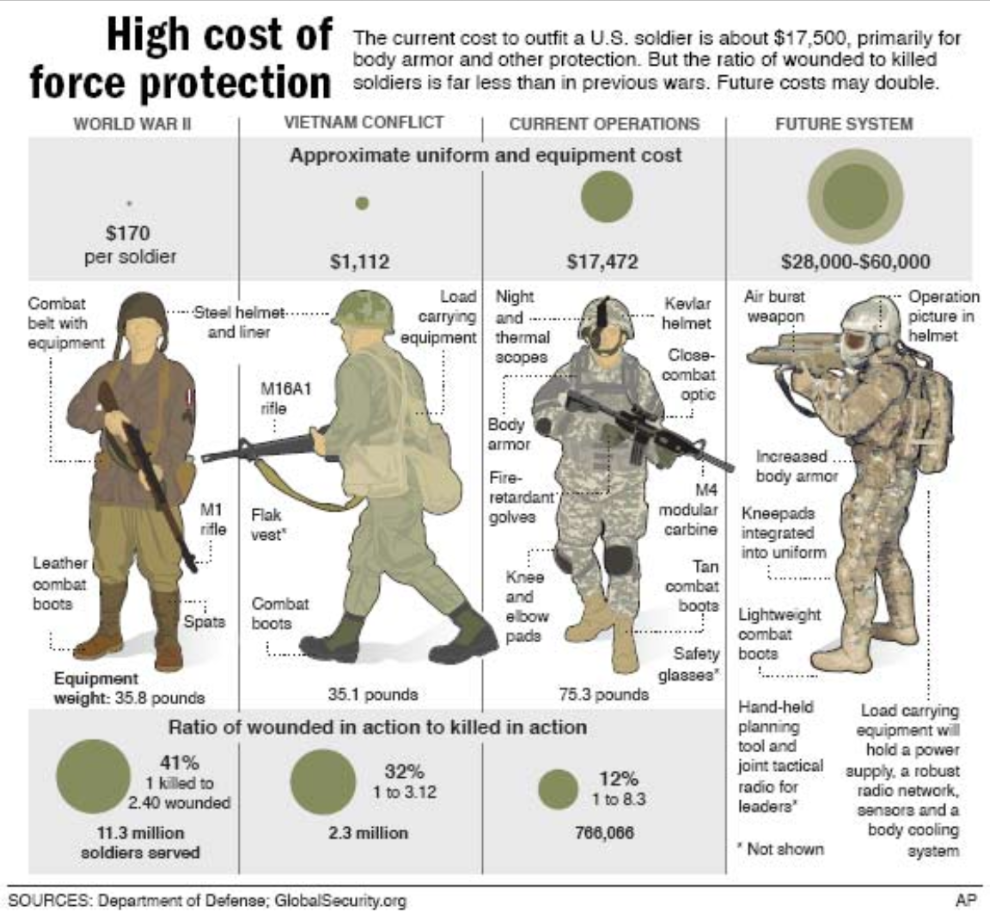 High cost of
force protection
The current cost to outfit a U.S. soldier is about $17,500, primarily for
body armor and other protection. But the ratio of wounded to killed
soldiers is far less than in previous wars. Future costs may double.
WORLD WAR II
VIETNAM CONFLICT
CURRENT OPERATIONS
FUTURE SYSTEM
Approximate uniform and equipment cost
$170
per soldier
$1,112
$17,472
$28,000-$60,000
Combat
belt with
equipment
Steel helmet
and liner
M1
rifle
Leather
combat
boots
Spats
Equipment
weight: 35.8 pounds
Load
carrying
equipment
M16A1
rifle
Flak
vest*
Combat
boots
35.1 pounds
Night
and
thermal
scopes
Kevlar
helmet
Close-
combat
optic
Body
armor
Fire-
retardant
golves
M4
modular
carbine
Knee
and
elbow
pads
Tan
combat
boots
Safety
glasses*
75.3 pounds
Air burst
weapon
Operation
picture in
helmet
Increased
body armor
Kneepads
integrated
into uniform
Lightweight
combat
boots
Hand-held
planning
tool and
joint tactical
radio for
leaders*
* Not shown
Load carrying
equipment will
hold a power
supply, a robust
radio network,
sensors and a
body cooling
system
Ratio of wounded in action to killed in action
41%
1 killed to
2.40 wounded
11.3 million
soldiers served
32%
1 to 3.12
2.3 million
12%
1 to 8.3
766,066
SOURCES: Department of Defense; GlobalSecurity.org
AP